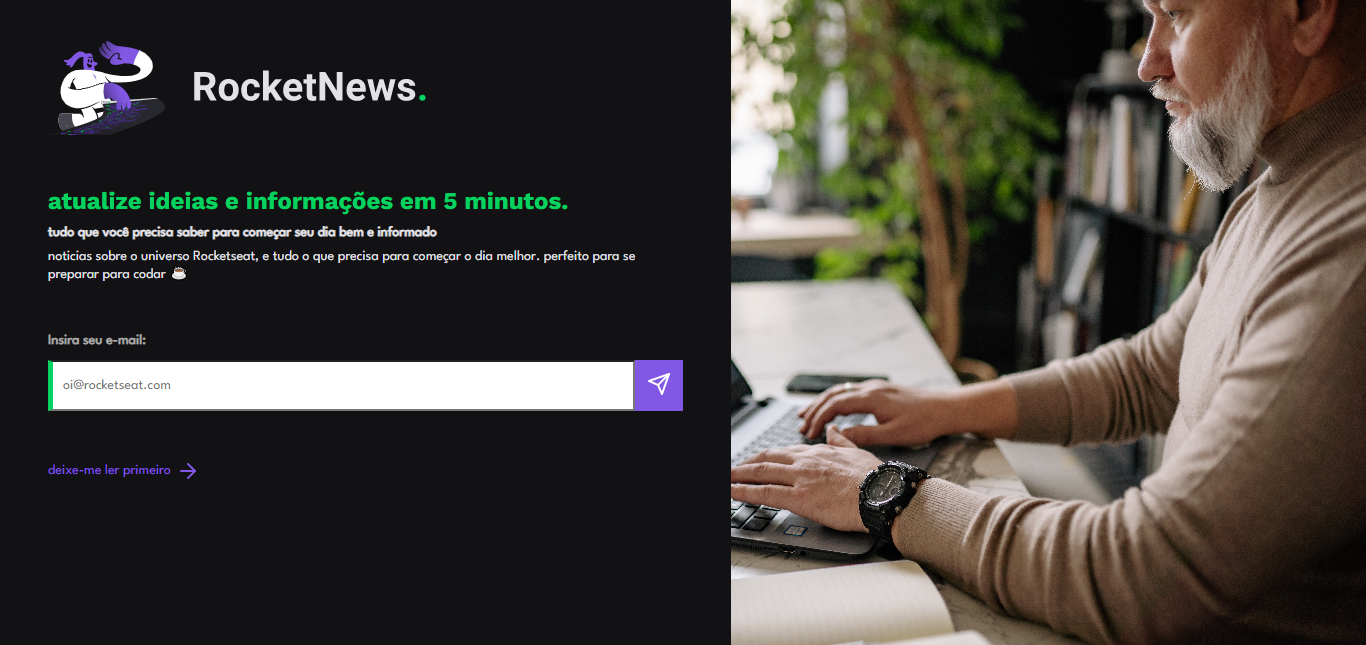 RocketNews.
atualize ideias e informações em 5 minutos.
tudo que você precisa saber para começar seu dia bem e informado
noticias sobre o universo Rocketseat, e tudo o que precisa para começar o dia melhor. perfeito para se
preparar para codar ☕
Insira seu e-mail:
oi@rocketseat.com
deixe-me ler primeiro →